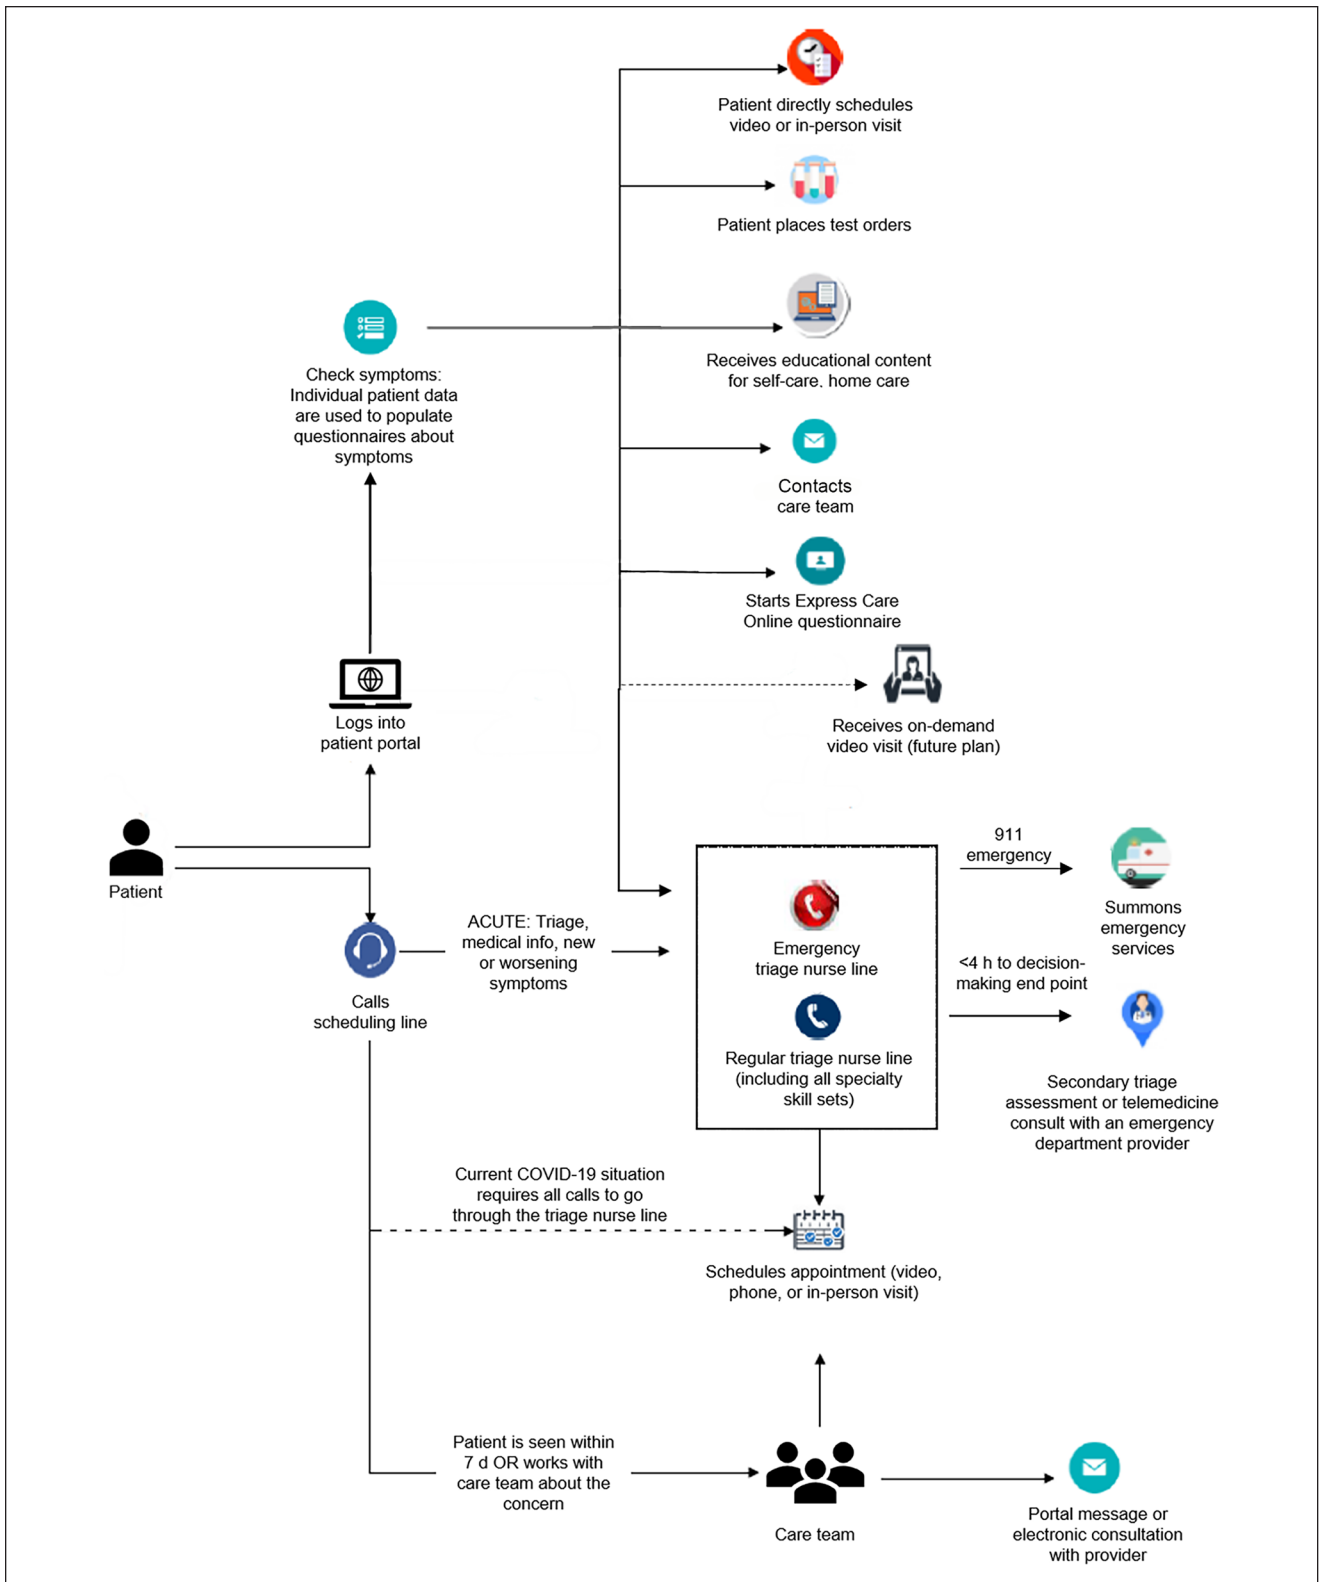 Patient directly schedules
video or in-person visit
Patient places test orders
Receives educational content
for self-care. home care
Check symptoms:
Individual patient data
are used to populate
questionnaires about
symptoms
Contacts
care team
Starts Express Care
Online questionnaire
Logs into
patient portal
Receives on-demand
video visit (future plan)
Patient
911
emergency
Summons
emergency
services
ACUTE: Triage,
medical info, new
or worsening
symptoms
Emergency
triage nurse line
<4 h to decision-
making end point
Calls
scheduling line
Regular triage nurse line
(including all specialty
skill sets)
Secondary triage
assessment or telemedicine
consult with an emergency
department provider
Current COVID-19 situation
requires all calls to go
through the triage nurse line
Schedules appointment (video,
phone, or in-person visit)
Patient is seen within
7 d OR works with
care team about the
concern
Care team
Portal message or
electronic consultation
with provider